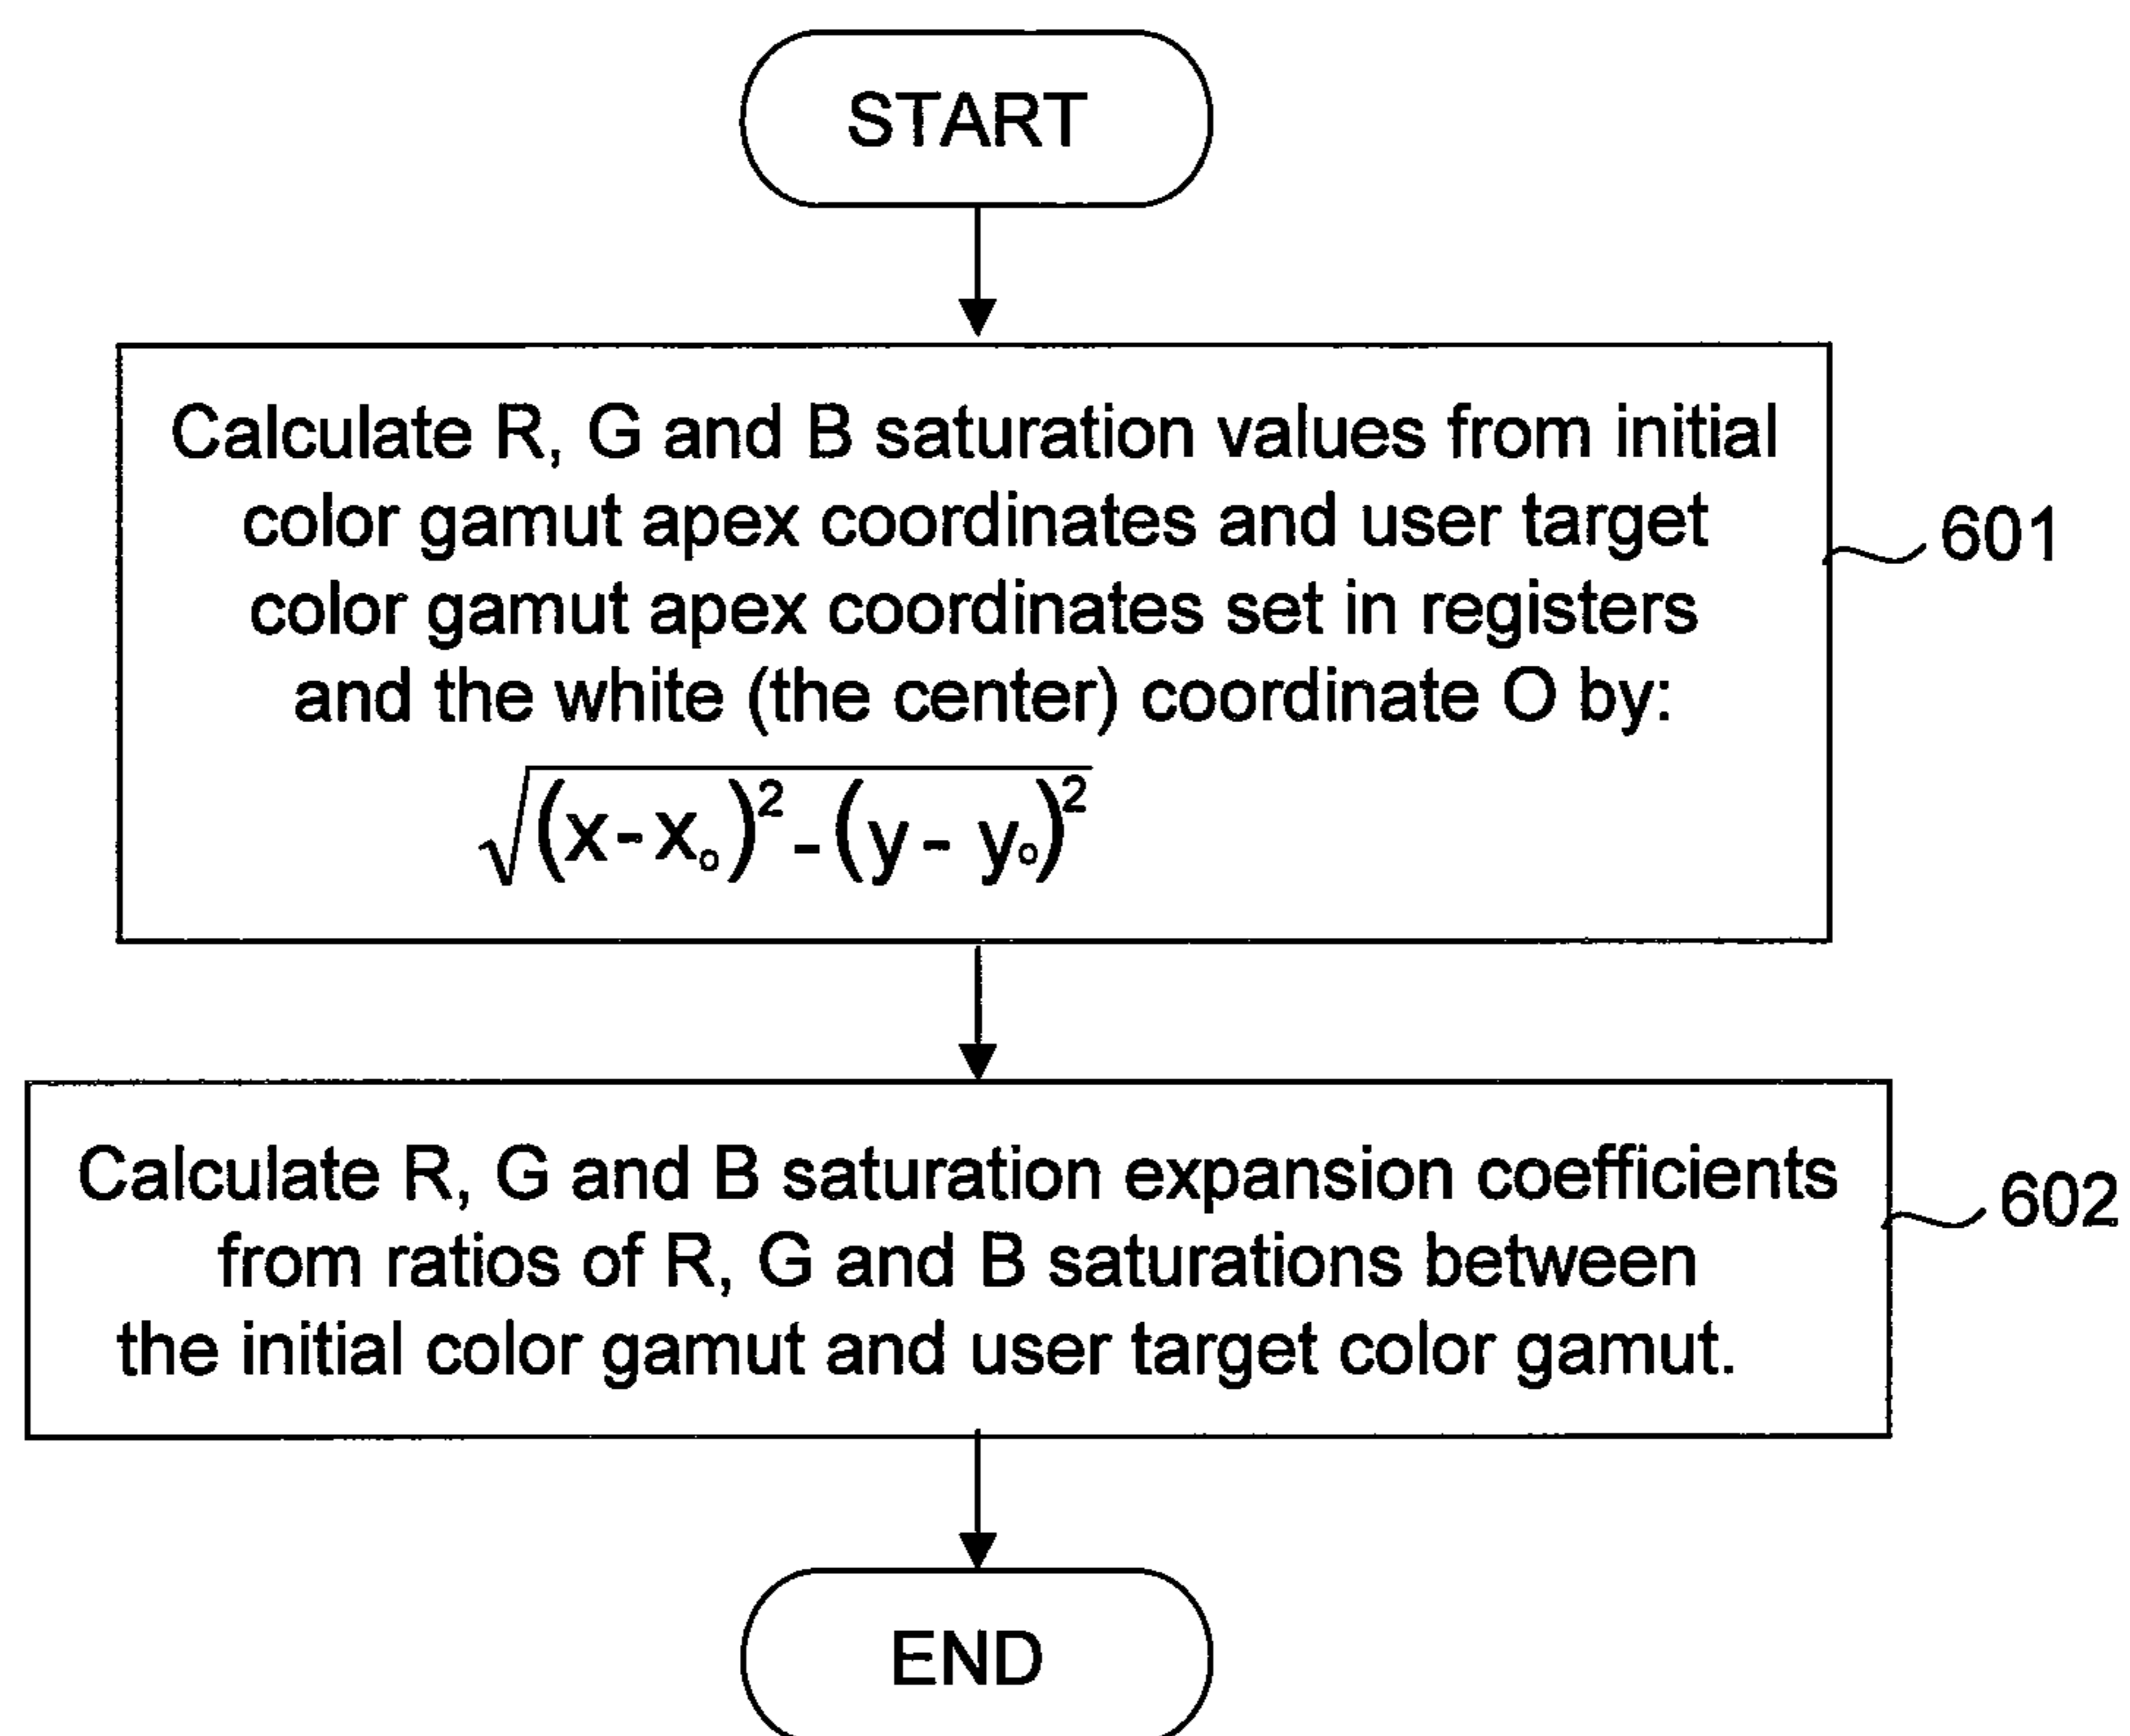 START
Calculate R, G and B saturation values from initial
color gamut apex coordinates and user target
color gamut apex coordinates set in registers
and the white (the center) coordinate O by:
√(x-xₒ)² - (y - yₒ)²
601
Calculate R, G and B saturation expansion coefficients
from ratios of R, G and B saturations between
the initial color gamut and user target color gamut.
602
END